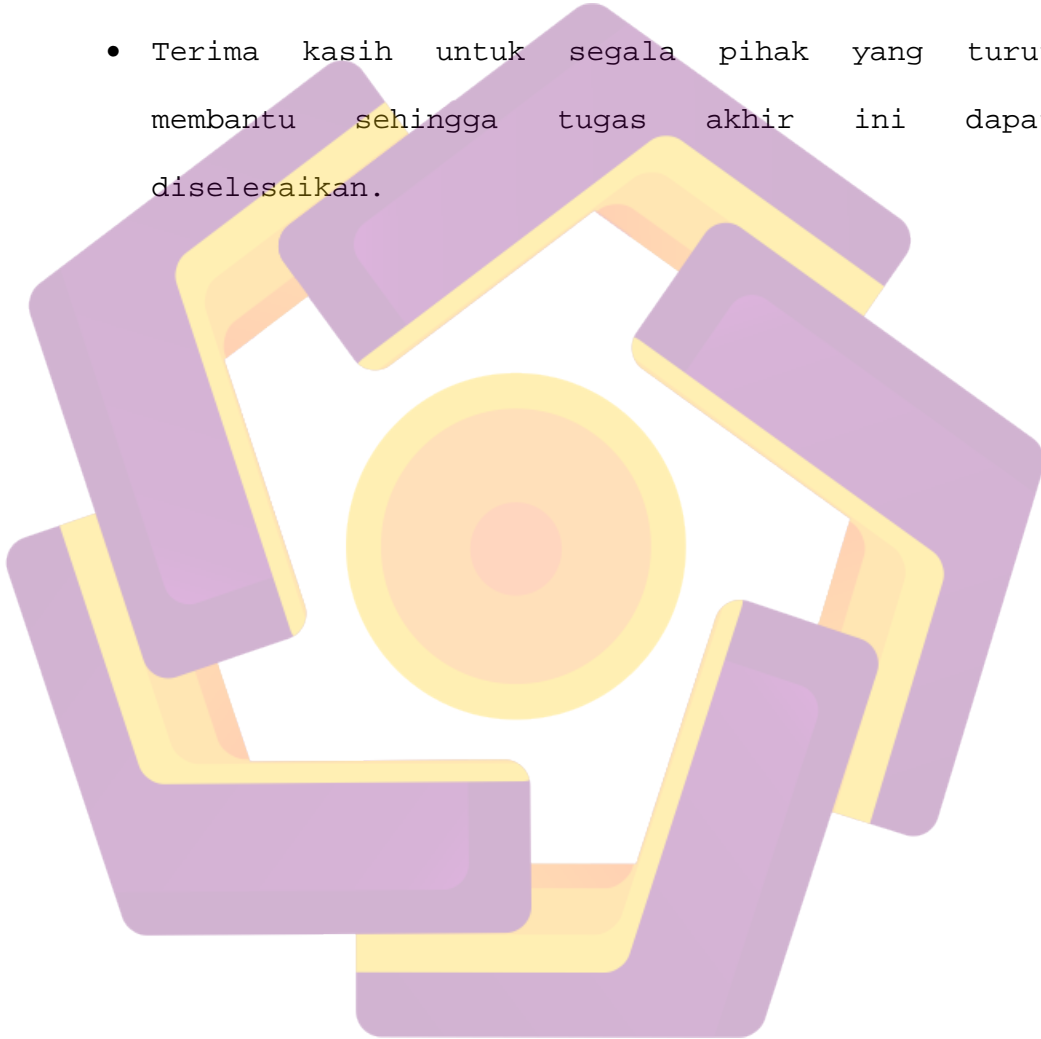 • Terima kasih untuk segala pihak yang turu
membantu sehingga tugas akhir ini dapa
diselesaikan.